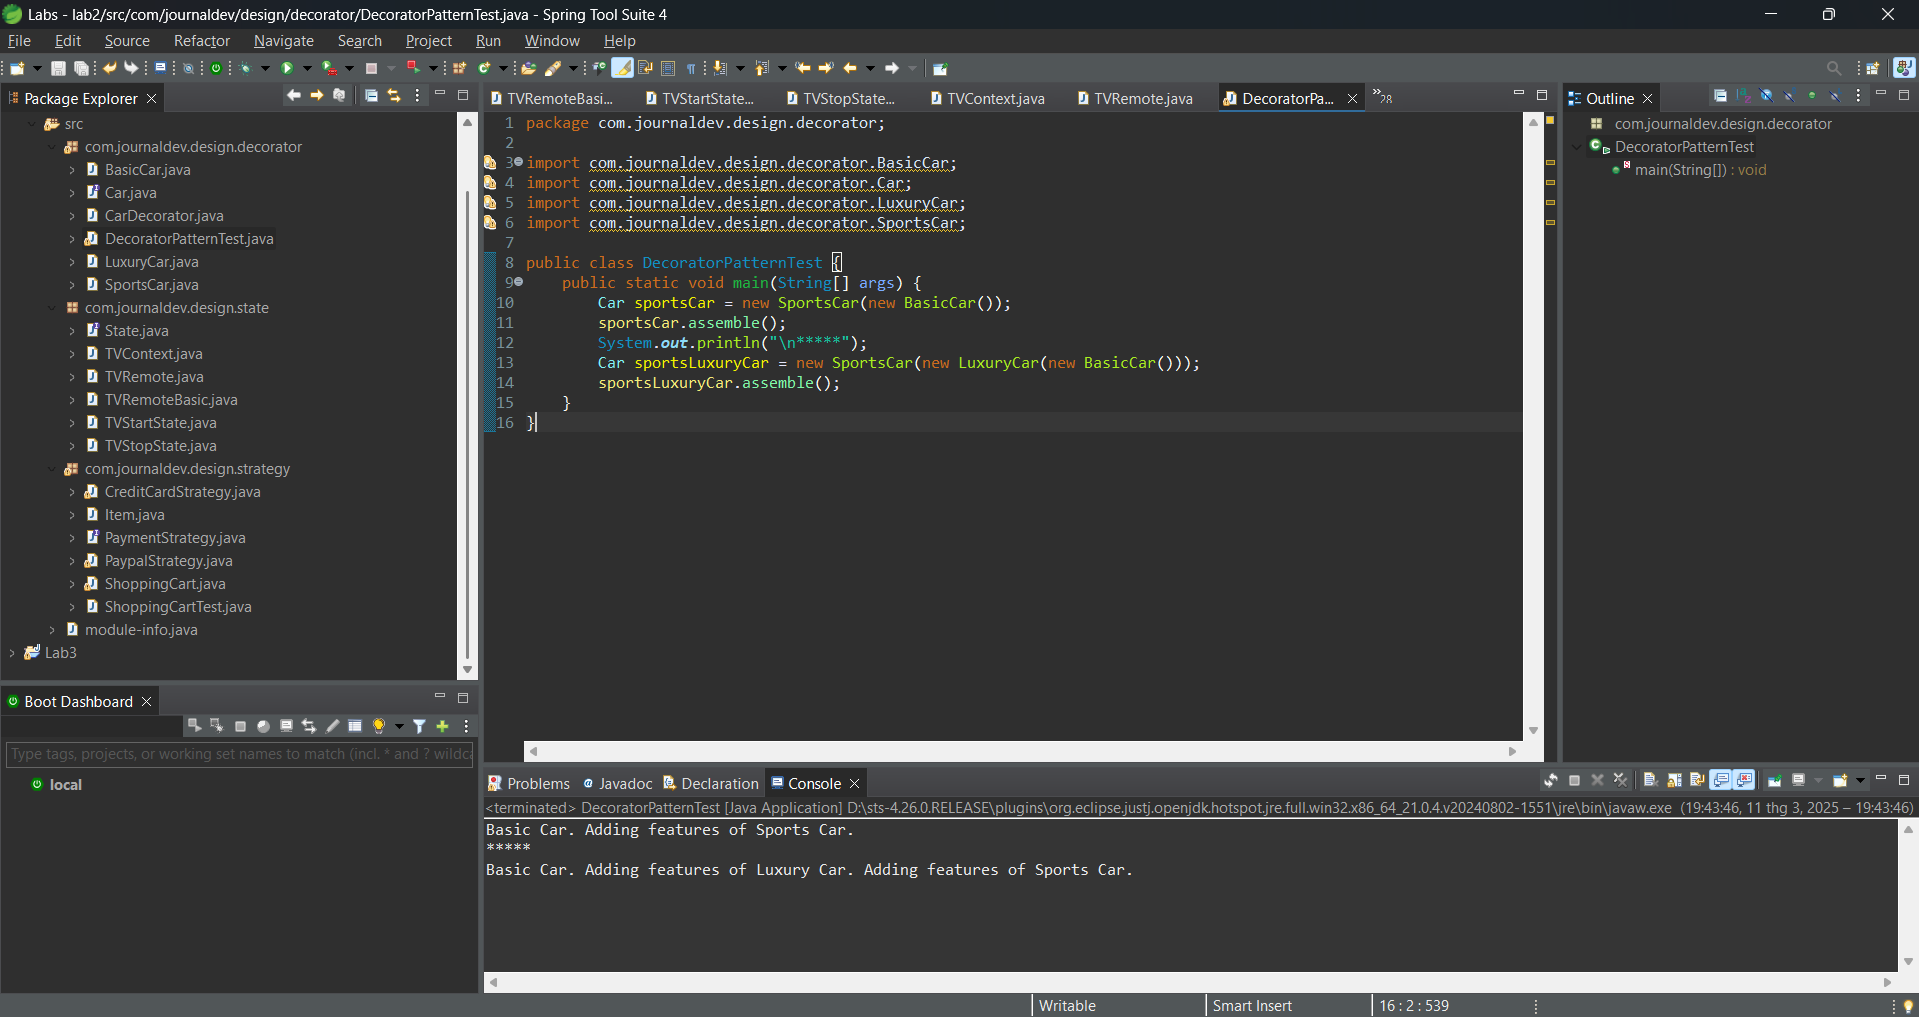 Labs - lab2/src/com/journaldev/design/decorator/DecoratorPatternTest.java - Spring Tool Suite 4
File Edit Source Refactor Navigate Search Project Run Window Help
Package Explorer
src
com.journaldev.design.decorator
BasicCar.java
Car.java
CarDecorator.java
DecoratorPatternTest.java
LuxuryCar.java
SportsCar.java
com.journaldev.design.state
State.java
TVContext.java
TVRemote.java
TVRemoteBasic.java
TVStartState.java
TVStopState.java
com.journaldev.design.strategy
CreditCardStrategy.java
Item.java
PaymentStrategy.java
PaypalStrategy.java
ShoppingCart.java
ShoppingCartTest.java
module-info.java
Lab3
Boot Dashboard
Type tags, projects, or working set names to match (incl. * and ? wildca
local
TVRemoteBasi... TVStartState... TVStopState... TVContext.java TVRemote.java DecoratorPa... »28
1 package com.journaldev.design.decorator;
2
3 import com.journaldev.design.decorator.BasicCar;
4 import com.journaldev.design.decorator.Car;
5 import com.journaldev.design.decorator.LuxuryCar;
6 import com.journaldev.design.decorator.SportsCar;
7
8 public class DecoratorPatternTest {
9     public static void main(String[] args) {
10         Car sportsCar = new SportsCar(new BasicCar());
11         sportsCar.assemble();
12         System.out.println("\n*****");
13         Car sportsLuxuryCar = new SportsCar(new LuxuryCar(new BasicCar()));
14         sportsLuxuryCar.assemble();
15     }
16 }
Outline
com.journaldev.design.decorator
DecoratorPatternTest
main(String[]) : void
Problems Javadoc Declaration Console
<terminated> DecoratorPatternTest [Java Application] D:\sts-4.26.0.RELEASE\plugins\org.eclipse.justj.openjdk.hotspot.jre.full.win32.x86_64_21.0.4.v20240802-1551\jre\bin\javaw.exe (19:43:46, 11 thg 3, 2025 – 19:43:46)
Basic Car. Adding features of Sports Car.
*****
Basic Car. Adding features of Luxury Car. Adding features of Sports Car.
Writable Smart Insert 16 : 2 : 539